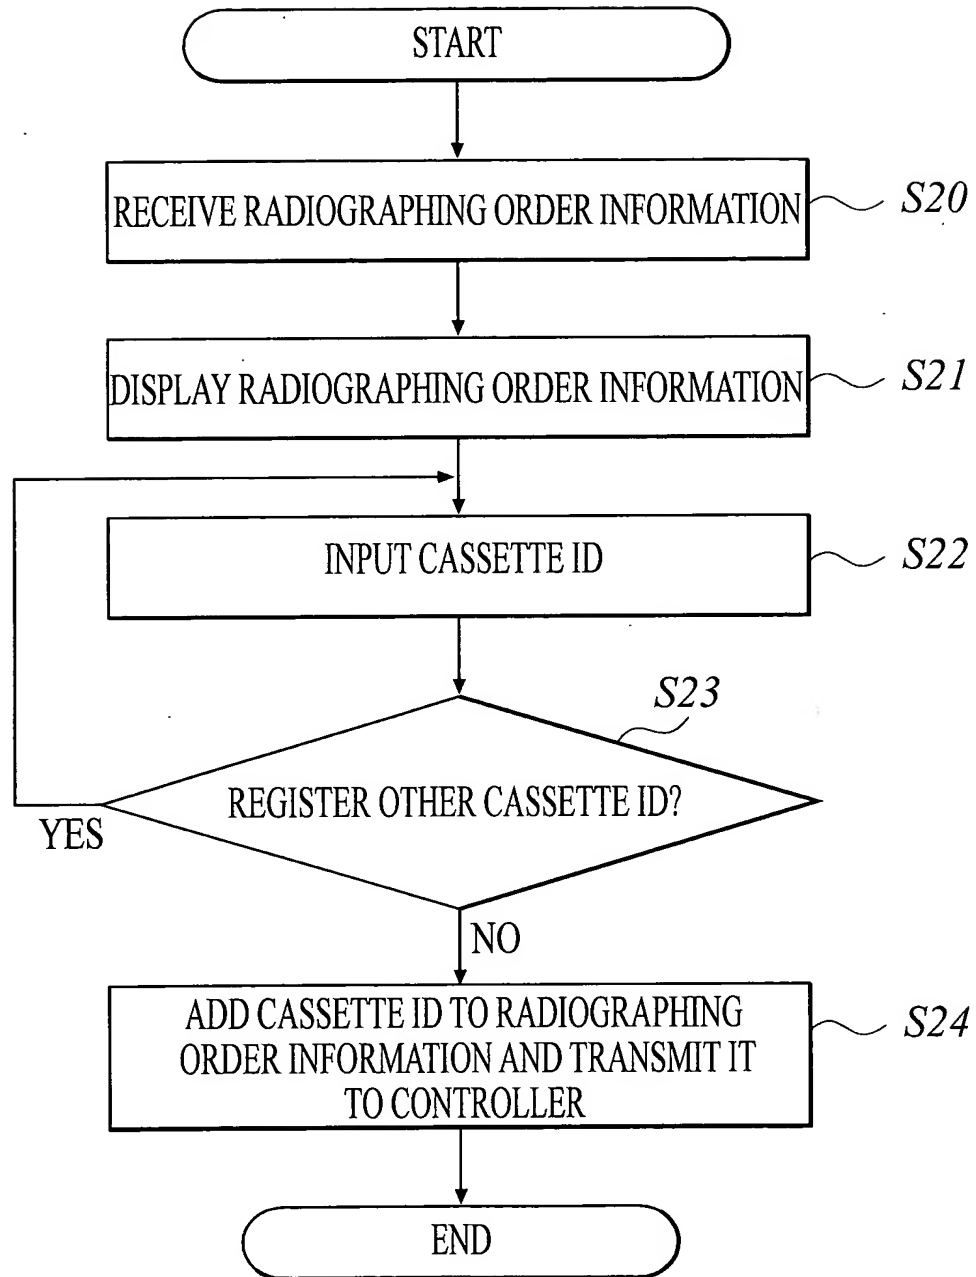 START
RECEIVE RADIOGRAPHING ORDER INFORMATION
S20
DISPLAY RADIOGRAPHING ORDER INFORMATION
S21
INPUT CASSETTE ID
S22
S23
REGISTER OTHER CASSETTE ID?
YES
NO
ADD CASSETTE ID TO RADIOGRAPHING
ORDER INFORMATION AND TRANSMIT IT
TO CONTROLLER
S24
END